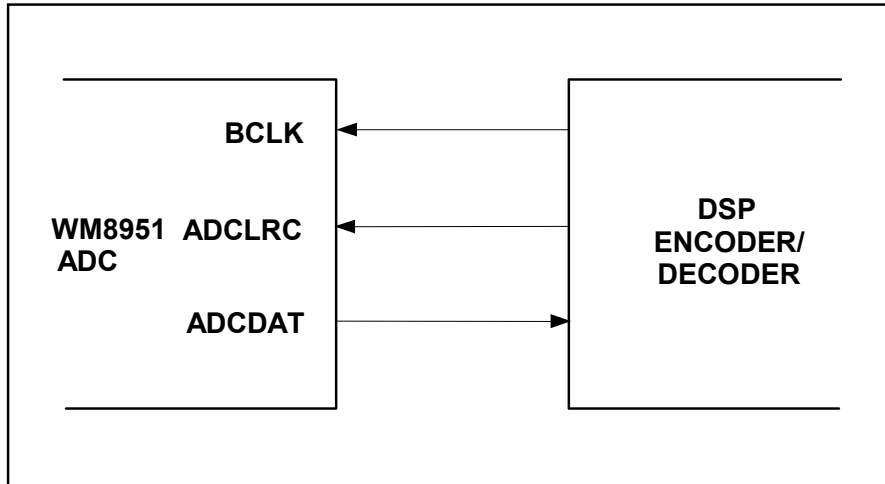 BCLK
WM8951 ADCLRC
ADC
ADCDAT
DSP
ENCODER/
DECODER